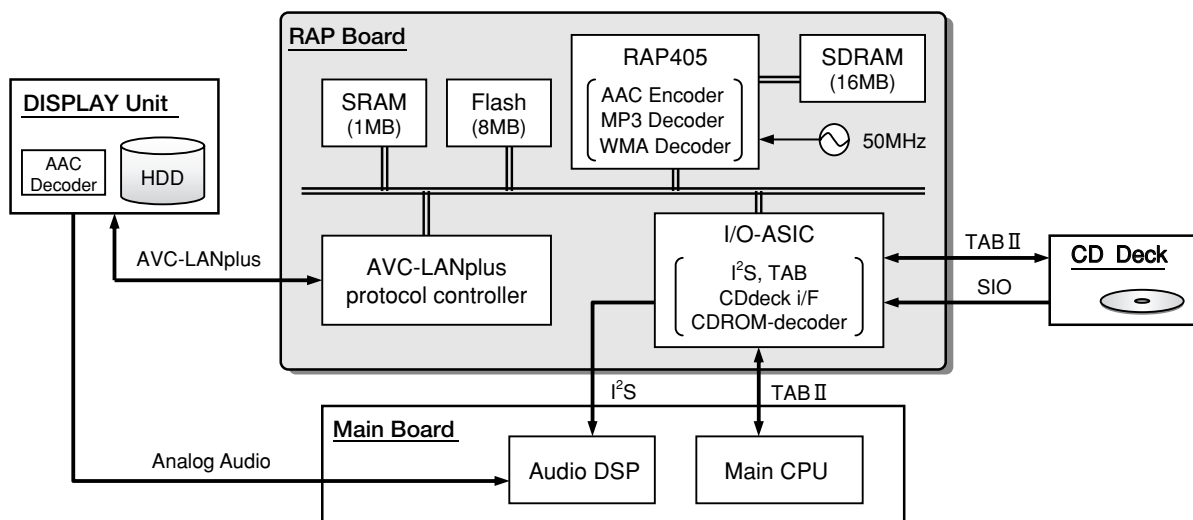 RAP Board
RAP405
AAC Encoder
MP3 Decoder
WMA Decoder
SDRAM
(16MB)
50MHz
SRAM
(1MB)
Flash
(8MB)
DISPLAY Unit
AAC
Decoder
HDD
AVC-LANplus
AVC-LANplus
protocol controller
I/O-ASIC
I²S, TAB
CDdeck i/F
CDROM-decoder
TAB Ⅱ
SIO
CD Deck
I²S
TAB Ⅱ
Main Board
Analog Audio
Audio DSP
Main CPU